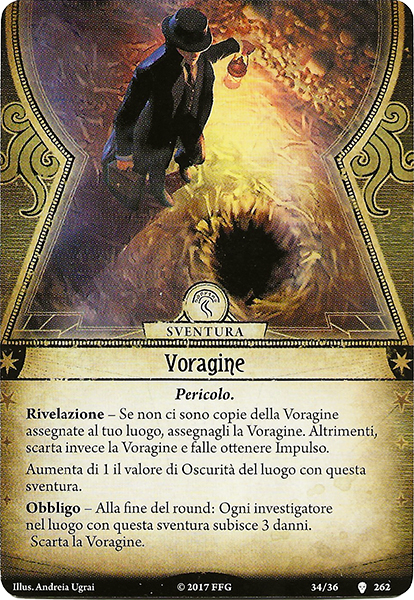 SVENTURA
Voragine
Pericolo.
Rivelazione – Se non ci sono copie della Voragine
assegnate al tuo luogo, assegnagli la Voragine. Altrimenti,
scarta invece la Voragine e falle ottenere Impulso.
Aumenta di 1 il valore di Oscurità del luogo con questa
sventura.
Obbligo – Alla fine del round: Ogni investigatore
nel luogo con questa sventura subisce 3 danni.
Scarta la Voragine.
Illus. Andreia Ugrai © 2017 FFG 34/36 262